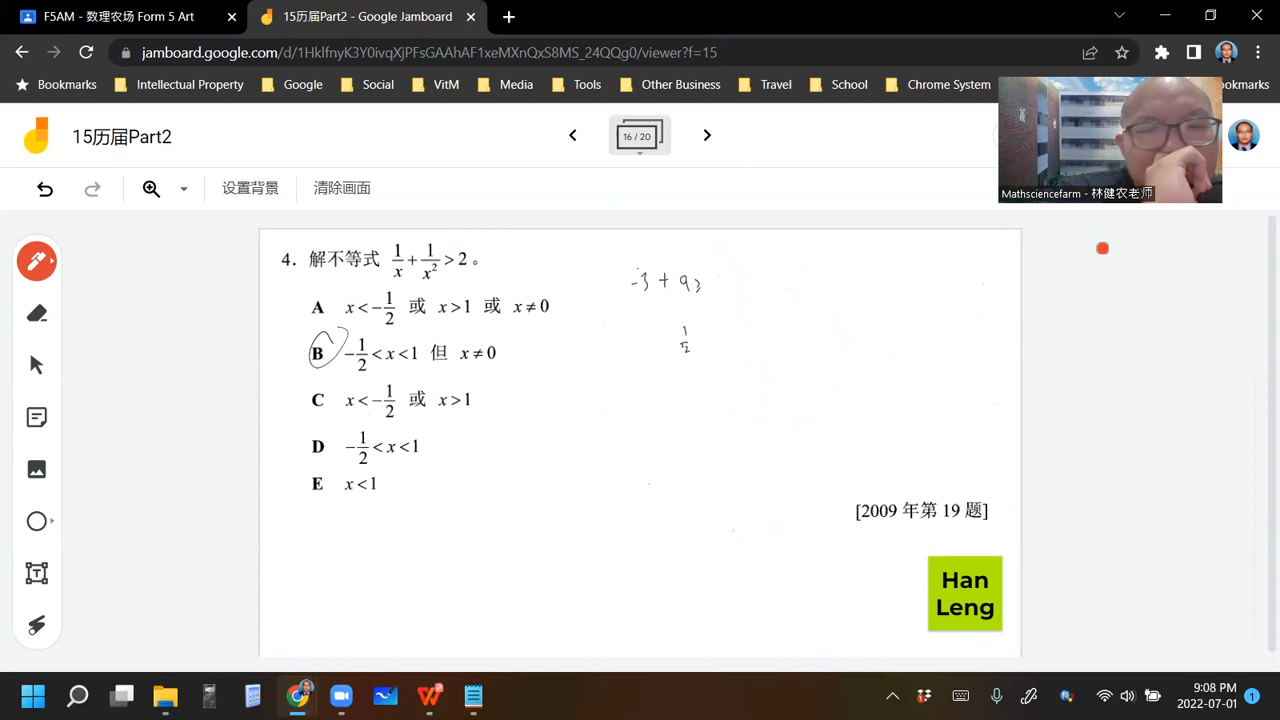 F5AM - 数理农场 Form 5 Art
15历届Part2 - Google Jamboard
jamboard.google.com/d/1HklfnyK3Y0ivqXjPFsGAAhAF1xeMXnQxS8MS_24QQg0/viewer?f=15
Bookmarks Intellectual Property Google Social VitM Media Tools Other Business Travel School Chrome System
okmarks
15历届Part2
16 / 20
Mathsciencefarm - 林健农老师
设置背景 清除画面
4. 解不等式 1/x + 1/x² > 2 。
A x < -1/2 或 x > 1 或 x ≠ 0
B -1/2 < x < 1 但 x ≠ 0
C x < -1/2 或 x > 1
D -1/2 < x < 1
E x < 1
1/2
[2009 年第 19 题]
Han
Leng
9:08 PM
2022-07-01
1